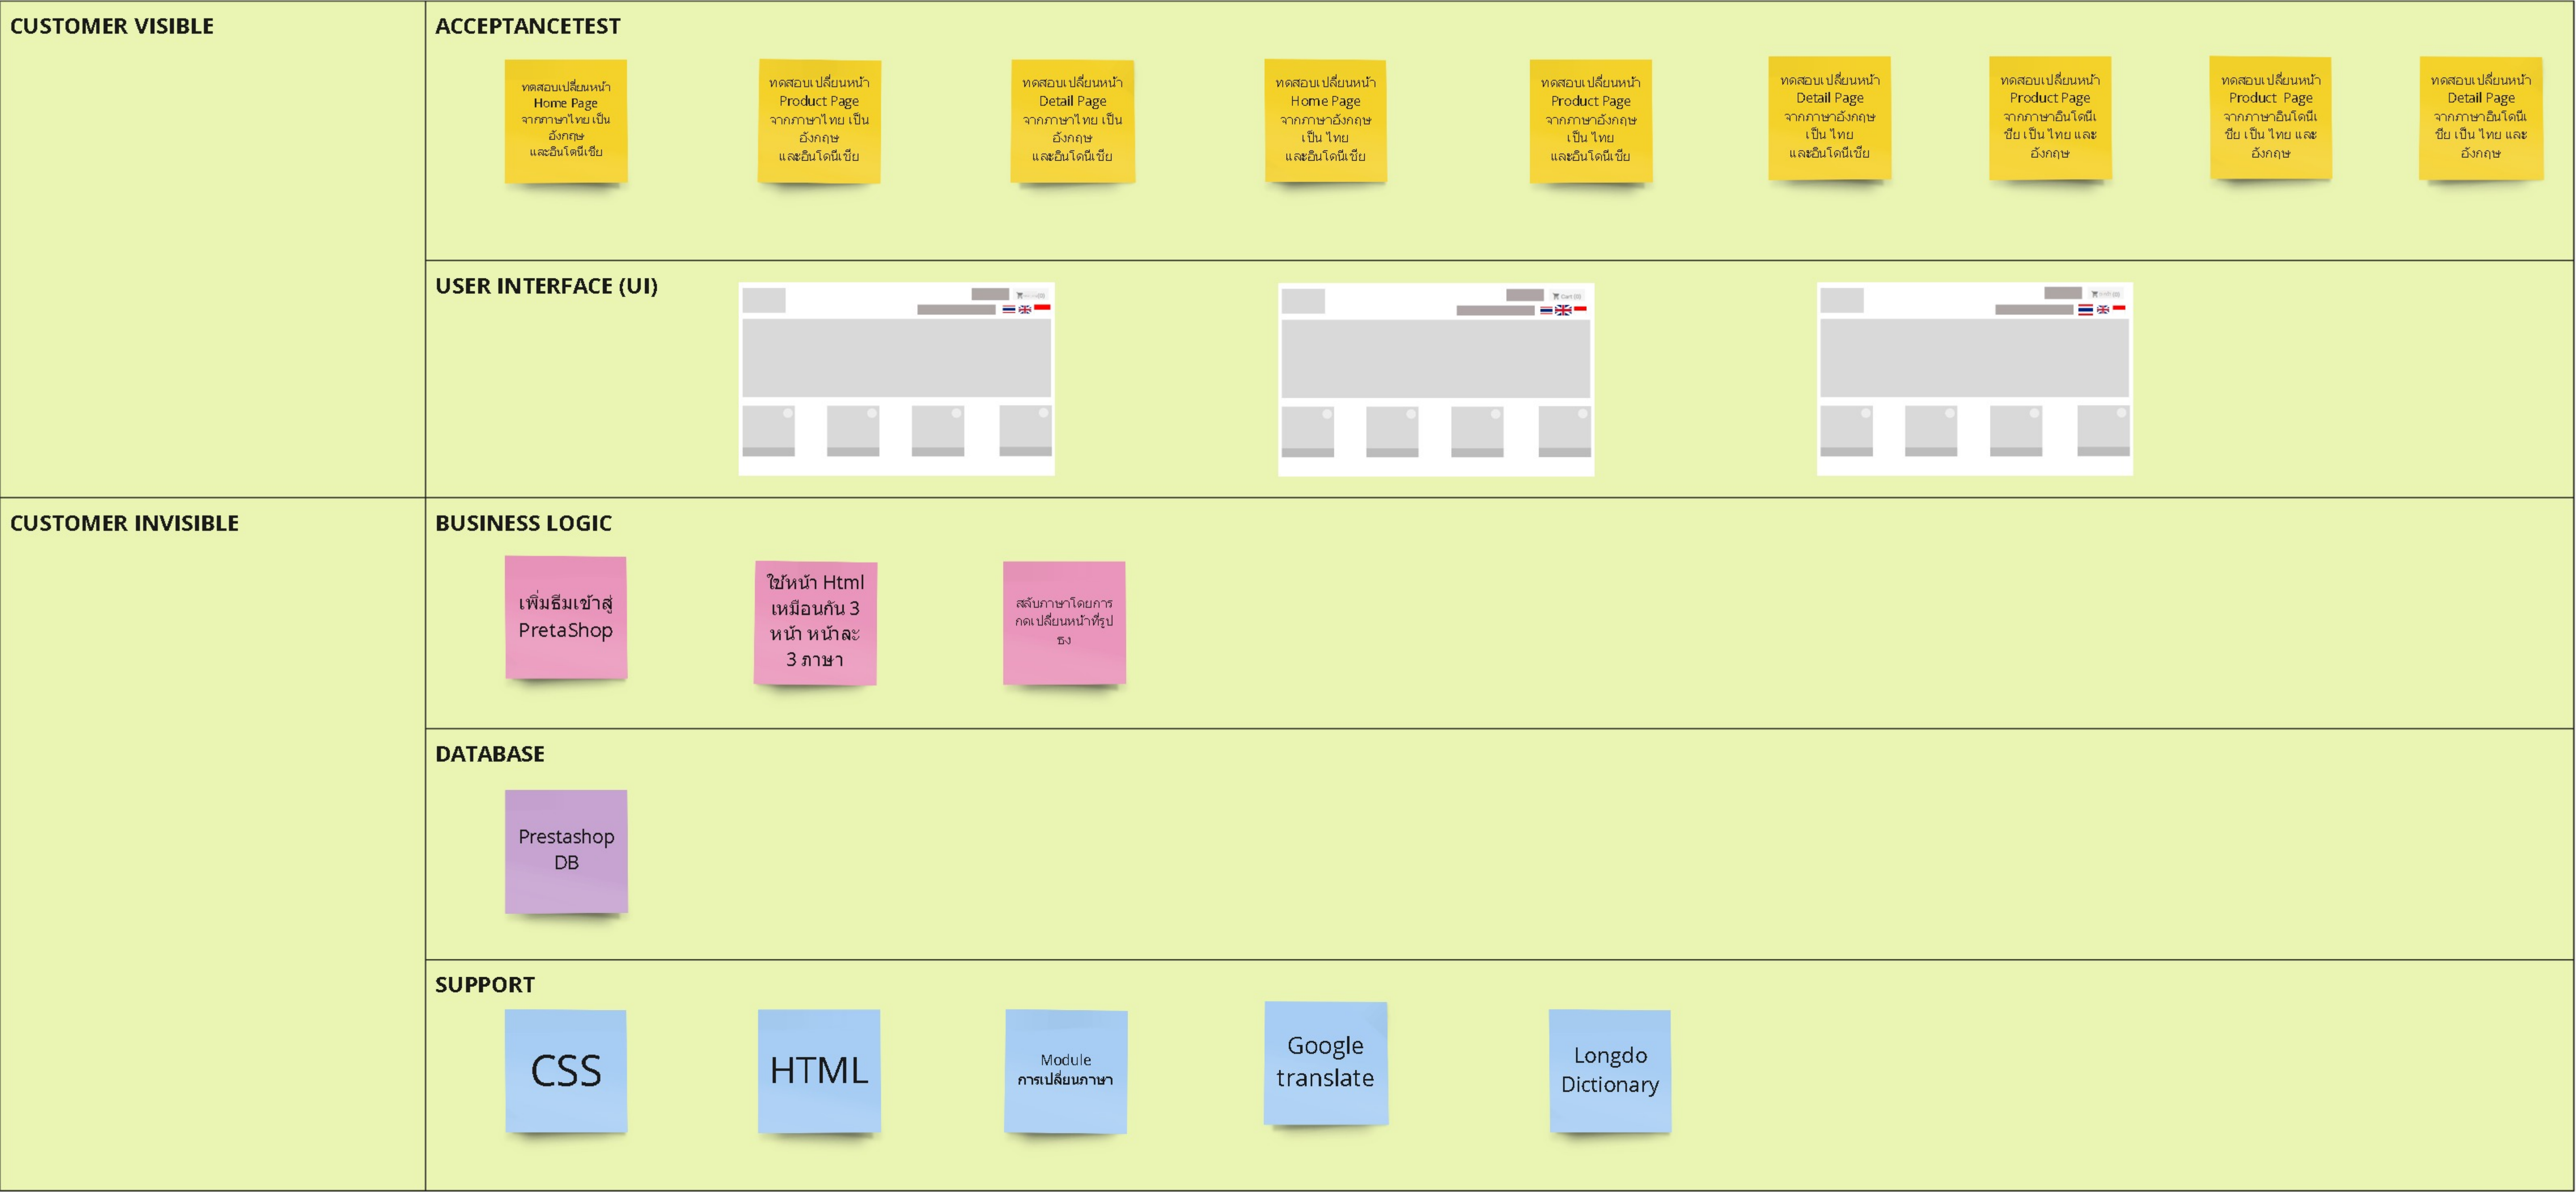 CUSTOMER VISIBLE
ACCEPTANCETEST
ทดสอบเปลี่ยนหน้า
Home Page
จากภาษาไทย เป็น
อังกฤษ
และอินโดนีเชีย
ทดสอบเปลี่ยนหน้า
Product Page
จากภาษาไทย เป็น
อังกฤษ
และอินโดนีเชีย
ทดสอบเปลี่ยนหน้า
Detail Page
จากภาษาไทย เป็น
อังกฤษ
และอินโดนีเชีย
ทดสอบเปลี่ยนหน้า
Home Page
จากภาษาอังกฤษ
เป็น ไทย
และอินโดนีเชีย
ทดสอบเปลี่ยนหน้า
Product Page
จากภาษาอังกฤษ
เป็น ไทย
และอินโดนีเชีย
ทดสอบเปลี่ยนหน้า
Detail Page
จากภาษาอังกฤษ
เป็น ไทย
และอินโดนีเชีย
ทดสอบเปลี่ยนหน้า
Product Page
จากภาษาอินโดนีเ
ชีย เป็น ไทย และ
อังกฤษ
ทดสอบเปลี่ยนหน้า
Product Page
จากภาษาอินโดนีเ
ชีย เป็น ไทย และ
อังกฤษ
ทดสอบเปลี่ยนหน้า
Detail Page
จากภาษาอินโดนีเ
ชีย เป็น ไทย และ
อังกฤษ
USER INTERFACE (UI)
Cart (0)
CUSTOMER INVISIBLE
BUSINESS LOGIC
เพิ่มธีมเข้าสู่
PretaShop
ใช้หน้า Html
เหมือนกัน 3
หน้า หน้าละ
3 ภาษา
สลับภาษาโดยการ
กดเปลี่ยนหน้าที่รูป
ธง
DATABASE
Prestashop
DB
SUPPORT
CSS
HTML
Module
การเปลี่ยนภาษา
Google
translate
Longdo
Dictionary